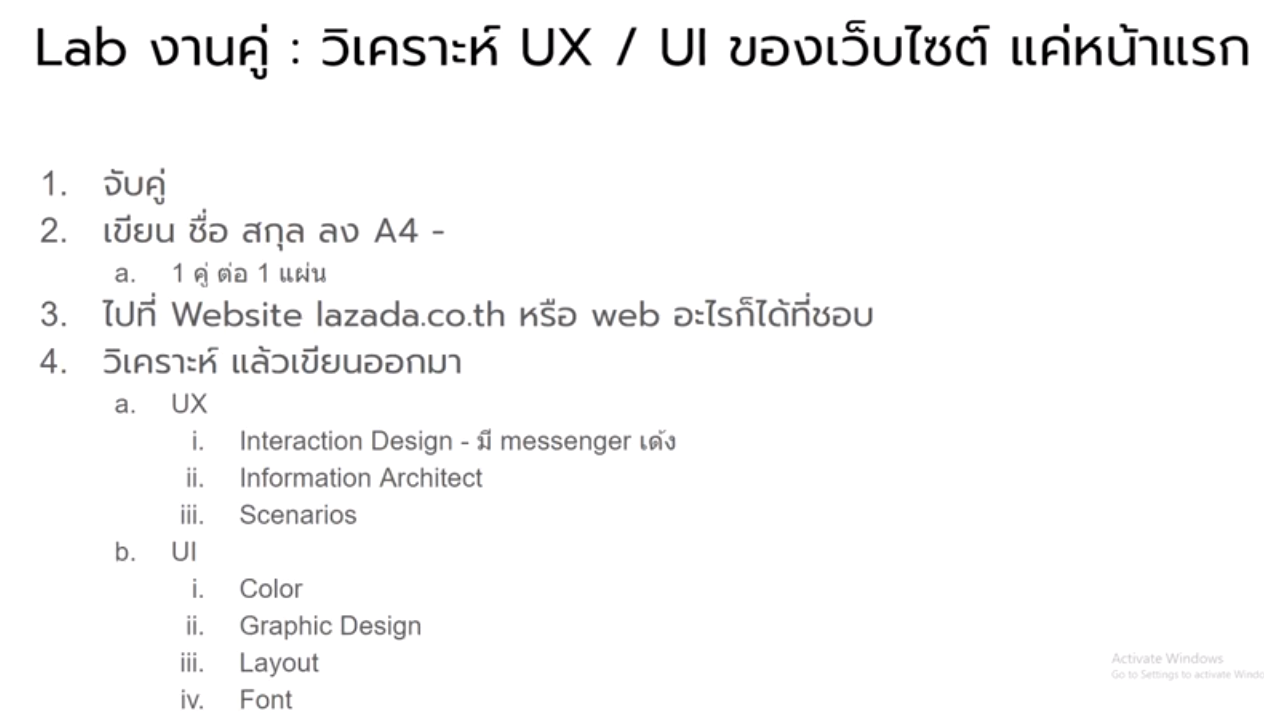 Lab งานคู่ : วิเคราะห์ UX / UI ของเว็บไซต์ แค่หน้าแรก
1. จับคู่
2. เขียน ชื่อ สกุล ลง A4 -
a. 1 คู่ ต่อ 1 แผ่น
3. ไปที่ Website lazada.co.th หรือ web อะไรก็ได้ที่ชอบ
4. วิเคราะห์ แล้วเขียนออกมา
a. UX
i. Interaction Design - มี messenger เด้ง
ii. Information Architect
iii. Scenarios
b. UI
i. Color
ii. Graphic Design
iii. Layout
iv. Font
Activate Windows
Go to Settings to activate Windo